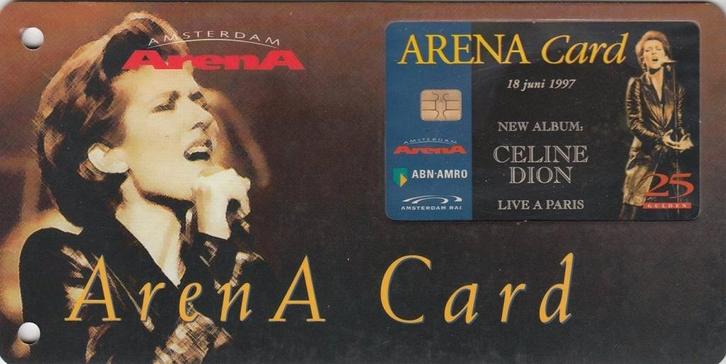 AMSTERDAM
ArenA
ARENA Card
18 juni 1997
NEW ALBUM:
CELINE
DION
LIVE A PARIS
AMSTERDAM
ArenA
ABN·AMRO
AMSTERDAM RAI
25
GULDEN
ArenA Card